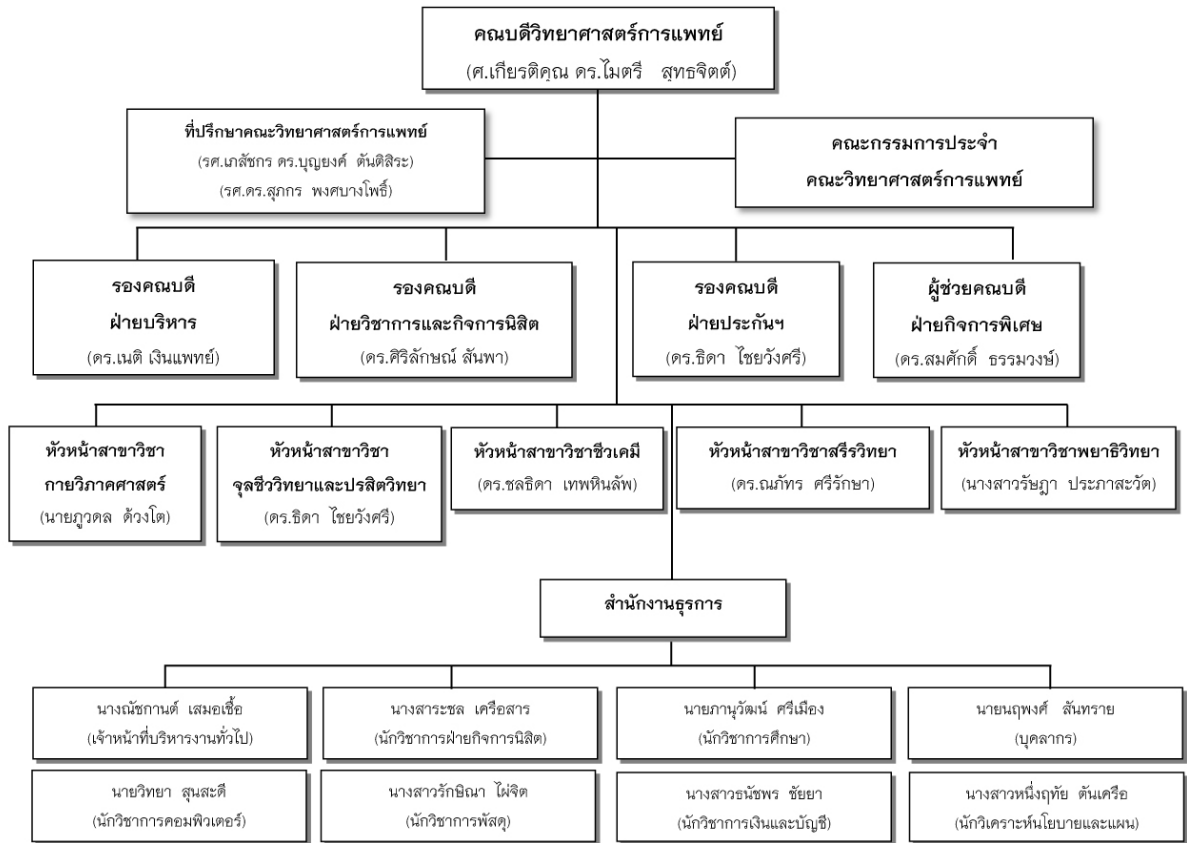 คณบดีวิทยาศาสตร์การแพทย์
(ศ.เกียรติคุณ ดร.ไมตรี สุทธจิตต์)
ที่ปรึกษาคณะวิทยาศาสตร์การแพทย์
(รศ.เภสัชกร ดร.บุญยงค์ ตันติสิระ)
(รศ.ดร.สุภกร พงศบางโพธิ์)
คณะกรรมการประจำ
คณะวิทยาศาสตร์การแพทย์
รองคณบดี
ฝ่ายบริหาร
(ดร.เนติ เงินแพทย์)
รองคณบดี
ฝ่ายวิชาการและกิจการนิสิต
(ดร.ศิริลักษณ์ สันพา)
รองคณบดี
ฝ่ายประกันฯ
(ดร.ธิดา ไชยวังศรี)
ผู้ช่วยคณบดี
ฝ่ายกิจการพิเศษ
(ดร.สมศักดิ์ ธรรมวงษ์)
หัวหน้าสาขาวิชา
กายวิภาคศาสตร์
(นายภูวดล ด้วงโต)
หัวหน้าสาขาวิชา
จุลชีววิทยาและปรสิตวิทยา
(ดร.ธิดา ไชยวังศรี)
หัวหน้าสาขาวิชาชีวเคมี
(ดร.ชลธิดา เทพหินลัพ)
หัวหน้าสาขาวิชาสรีรวิทยา
(ดร.ณภัทร ศรีรักษา)
หัวหน้าสาขาวิชาพยาธิวิทยา
(นางสาวรัษฎา ประภาสะวัต)
สำนักงานธุรการ
นางณัชกานต์ เสมอเชื้อ
(เจ้าหน้าที่บริหารงานทั่วไป)
นางสาระชล เครือสาร
(นักวิชาการฝ่ายกิจการนิสิต)
นายภานุวัฒน์ ศรีเมือง
(นักวิชาการศึกษา)
นายนฤพงศ์ สันทราย
(บุคลากร)
นายวิทยา สุนสะดี
(นักวิชาการคอมพิวเตอร์)
นางสาวรักษิณา ไผ่จิต
(นักวิชาการพัสดุ)
นางสาวธนัชพร ชัยยา
(นักวิชาการเงินและบัญชี)
นางสาวหนึ่งฤทัย ตันเครือ
(นักวิเคราะห์นโยบายและแผน)